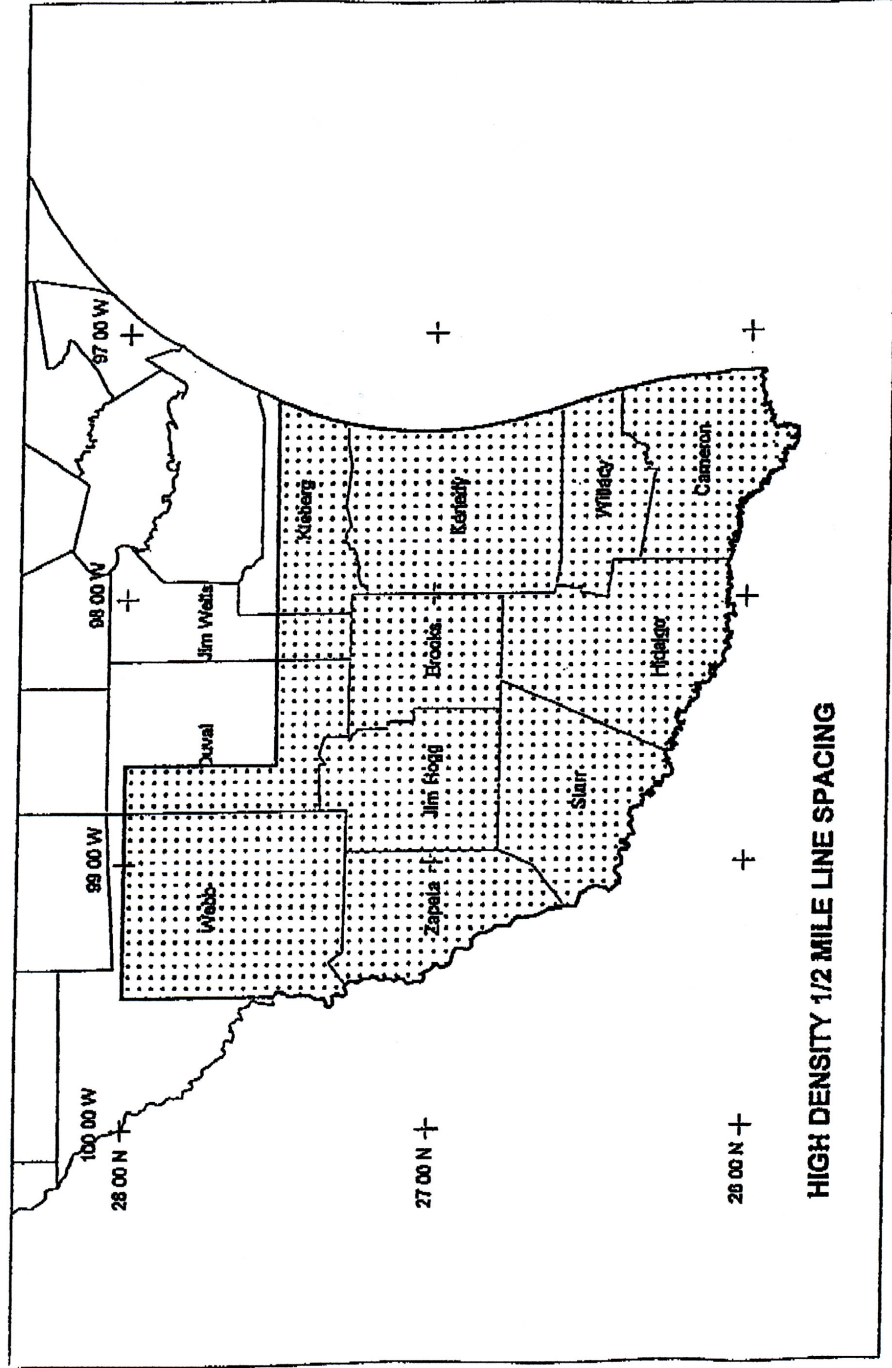 100 00 W
99 00 W
98 00 W
97 00 W
28 00 N
27 00 N
26 00 N
Webb
Duval
Jim Wells
Kleberg
Zapata
Jim Hogg
Brooks
Kenedy
Starr
Hidalgo
Willacy
Cameron
HIGH DENSITY 1/2 MILE LINE SPACING